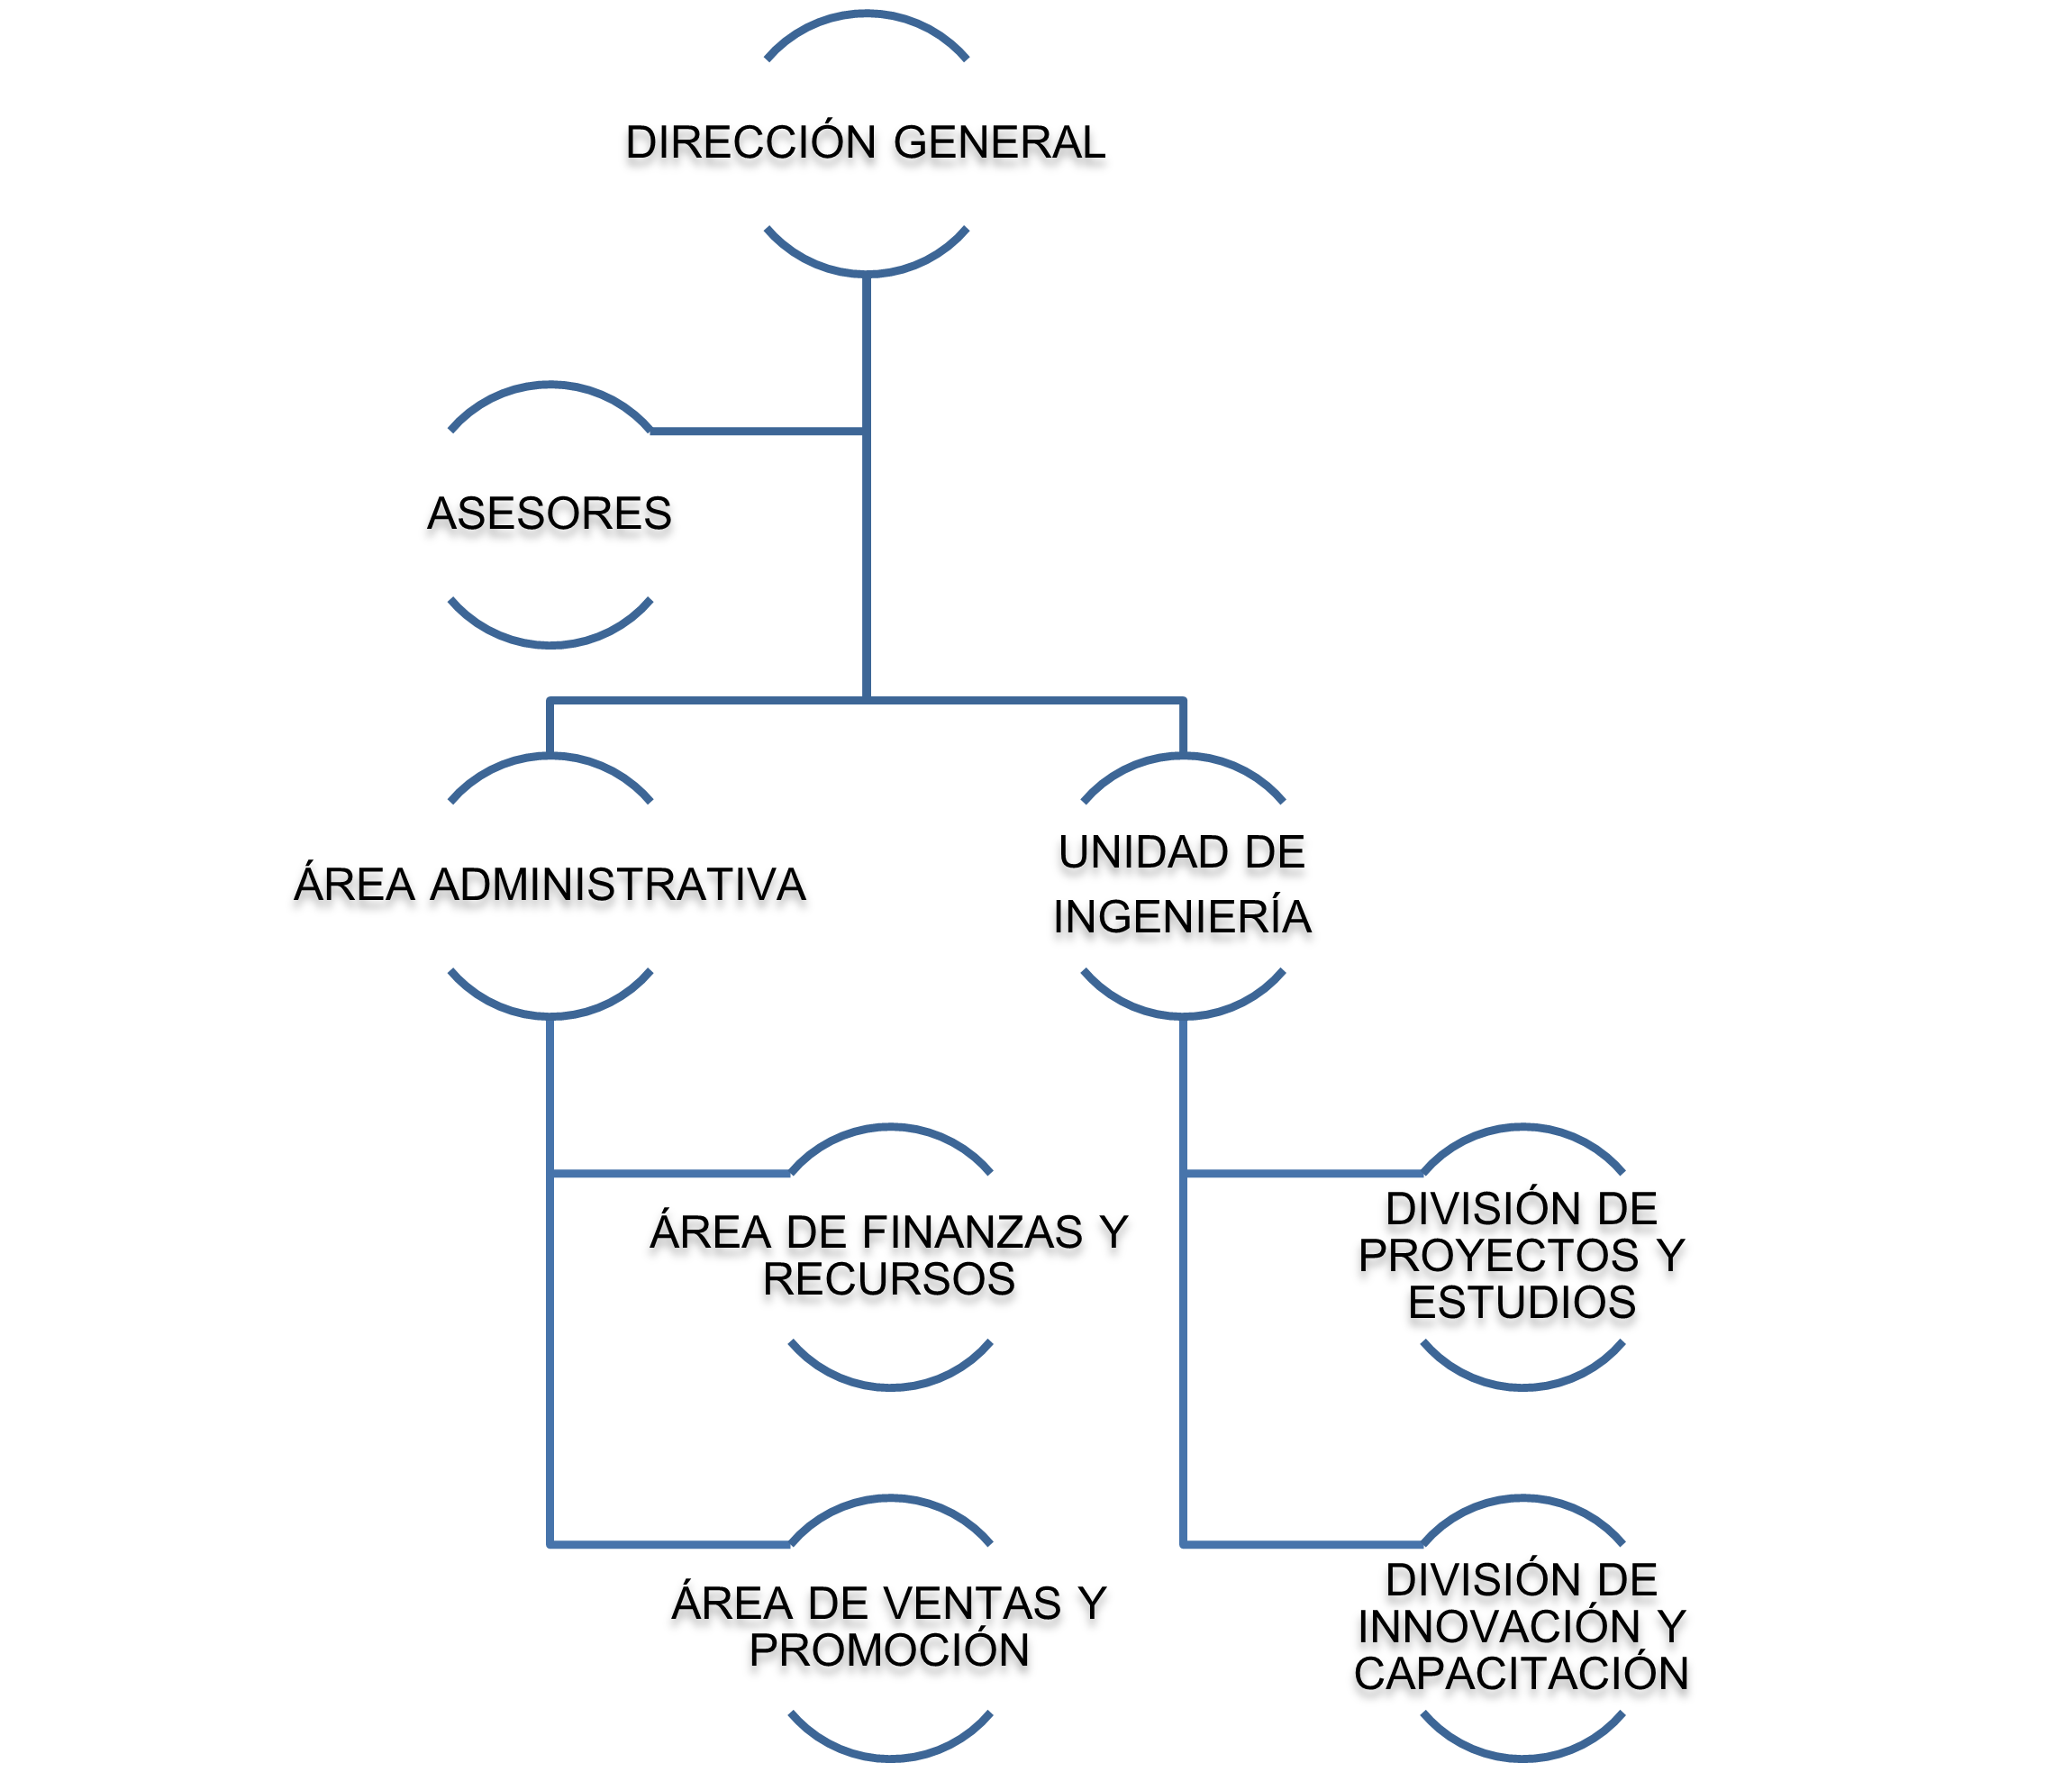 DIRECCIÓN GENERAL
ASESORES
ÁREA ADMINISTRATIVA
UNIDAD DE
INGENIERÍA
ÁREA DE FINANZAS Y
RECURSOS
DIVISIÓN DE
PROYECTOS Y
ESTUDIOS
ÁREA DE VENTAS Y
PROMOCIÓN
DIVISIÓN DE
INNOVACIÓN Y
CAPACITACIÓN